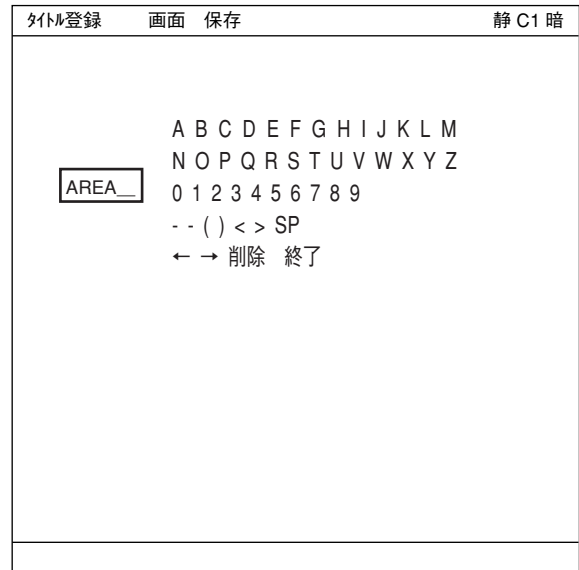 ﾀｲﾄﾙ登録 画面 保存 静 C1 暗
A B C D E F G H I J K L M
N O P Q R S T U V W X Y Z
AREA__ 0 1 2 3 4 5 6 7 8 9
- - ( ) < > SP
← → 削除 終了